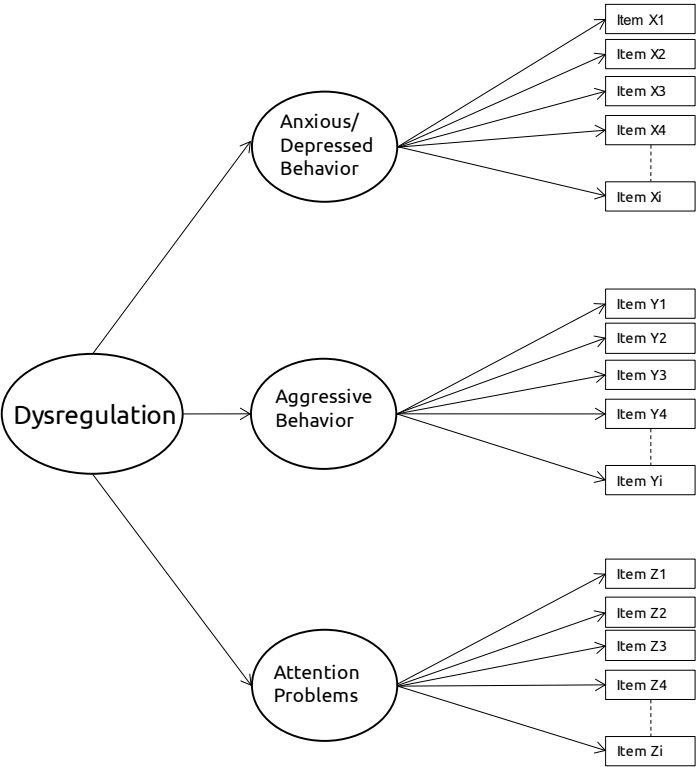 Item X1
Item X2
Item X3
Item X4
Item Xi
Anxious/
Depressed
Behavior
Item Y1
Item Y2
Item Y3
Item Y4
Item Yi
Dysregulation
Aggressive
Behavior
Item Z1
Item Z2
Item Z3
Item Z4
Item Zi
Attention
Problems